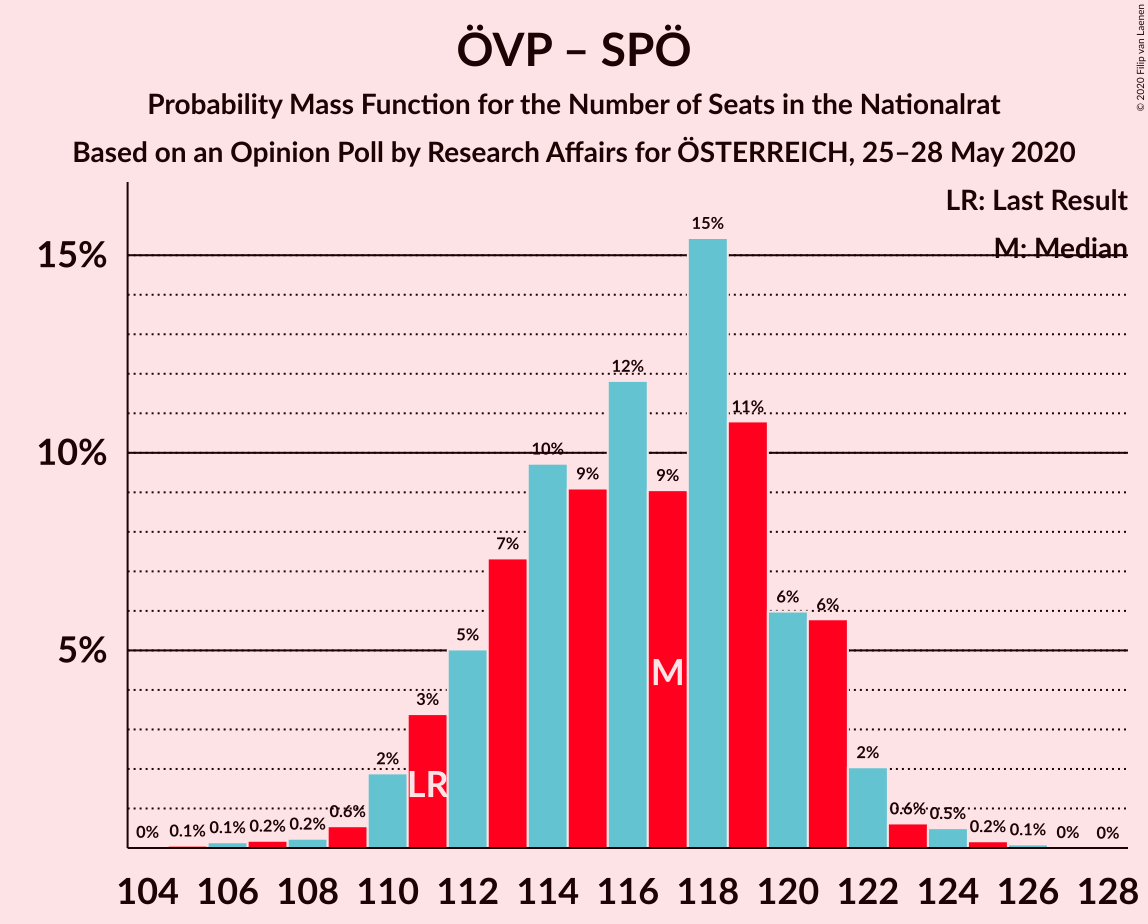 ÖVP – SPÖ
Probability Mass Function for the Number of Seats in the Nationalrat
Based on an Opinion Poll by Research Affairs for ÖSTERREICH, 25–28 May 2020
© 2020 Filip van Laenen
LR: Last Result
M: Median
15%
10%
5%
0% 0.1% 0.1% 0.2% 0.2% 0.6% 2% 3% 5% 7% 10% 9% 12% 9% 15% 11% 6% 6% 2% 0.6% 0.5% 0.2% 0.1% 0% 0%
LR
M
104 106 108 110 112 114 116 118 120 122 124 126 128